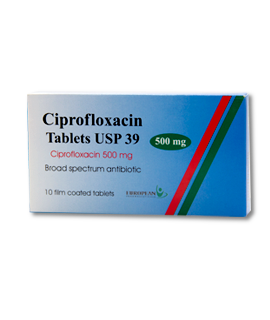 Ciprofloxacin
Tablets USP 39
500 mg
Ciprofloxacin 500 mg
Broad spectrum antibiotic
10 film coated tablets